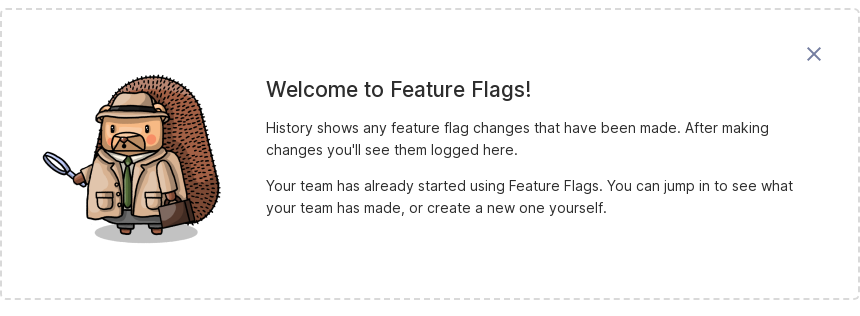 Welcome to Feature Flags!
History shows any feature flag changes that have been made. After making
changes you'll see them logged here.
Your team has already started using Feature Flags. You can jump in to see what
your team has made, or create a new one yourself.